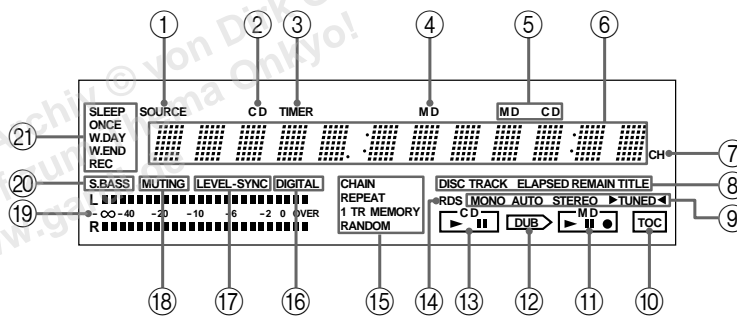 ① ② ③ ④ ⑤ ⑥
SLEEP SOURCE CD TIMER MD MD CD
ONCE
W.DAY
W.END
REC
㉑
CH ⑦
⑳ S.BASS MUTING LEVEL-SYNC DIGITAL
CHAIN
REPEAT
1 TR MEMORY
RANDOM
DISC TRACK ELAPSED REMAIN TITLE ⑧
RDS MONO AUTO STEREO ►TUNED◄ ⑨
L
⑲ -∞ -40 -20 -10 -6 -2 0 OVER
R
CD DUB MD TOC
⑱ ⑰ ⑯ ⑮ ⑭ ⑬ ⑫ ⑪ ⑩